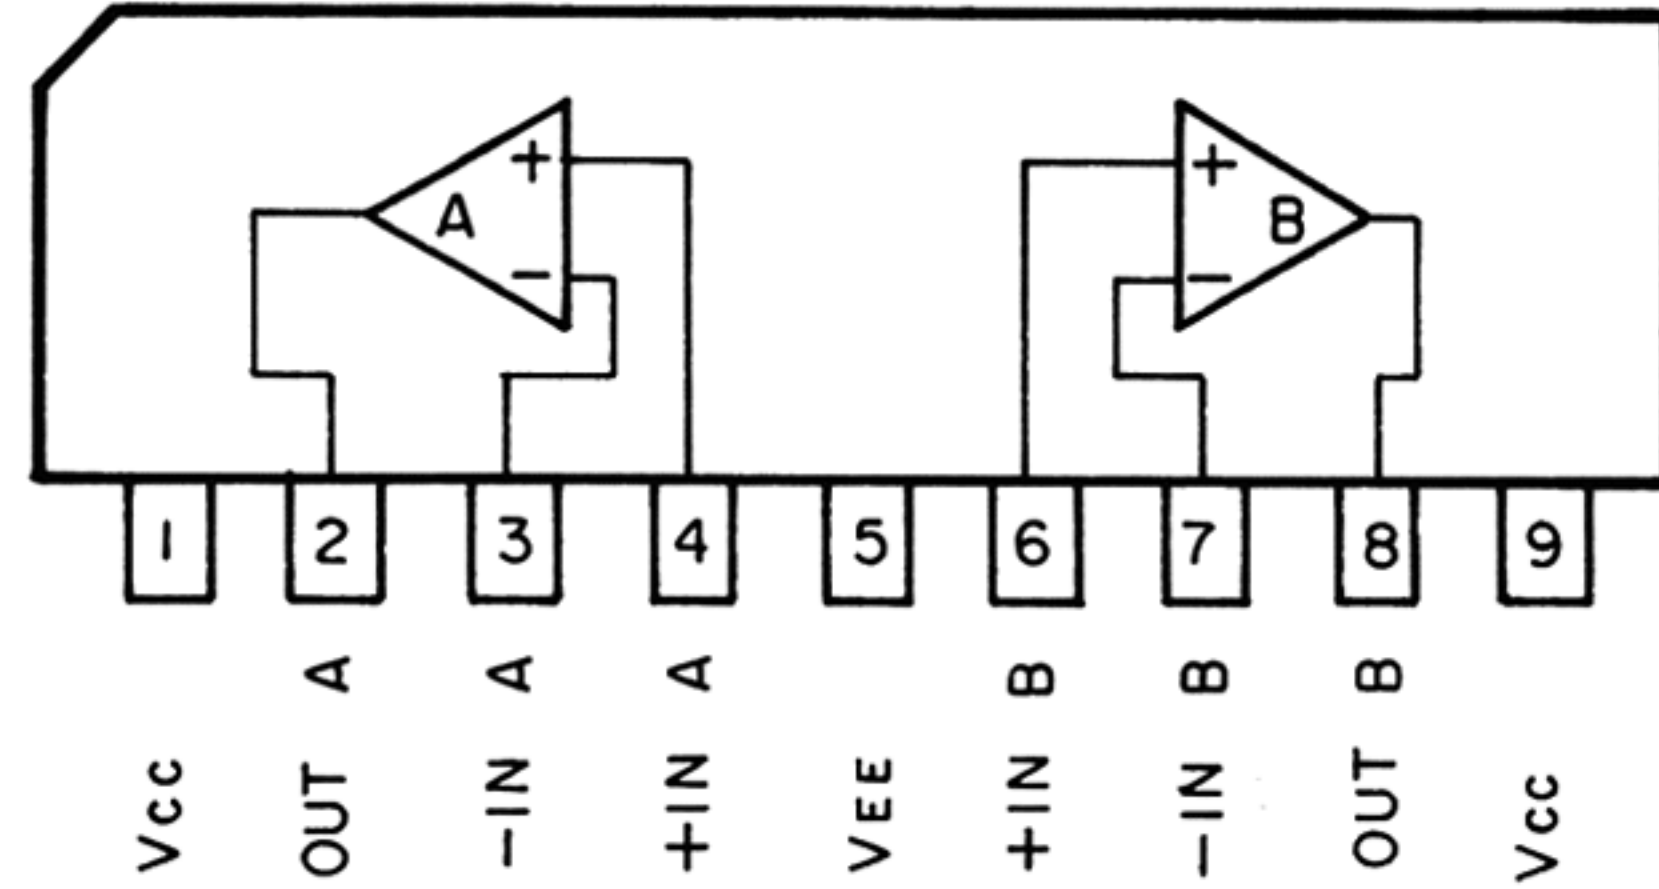 + +
A B
- -
1 2 3 4 5 6 7 8 9
VCC
OUT A
-IN A
+IN A
VEE
+IN B
-IN B
OUT B
VCC